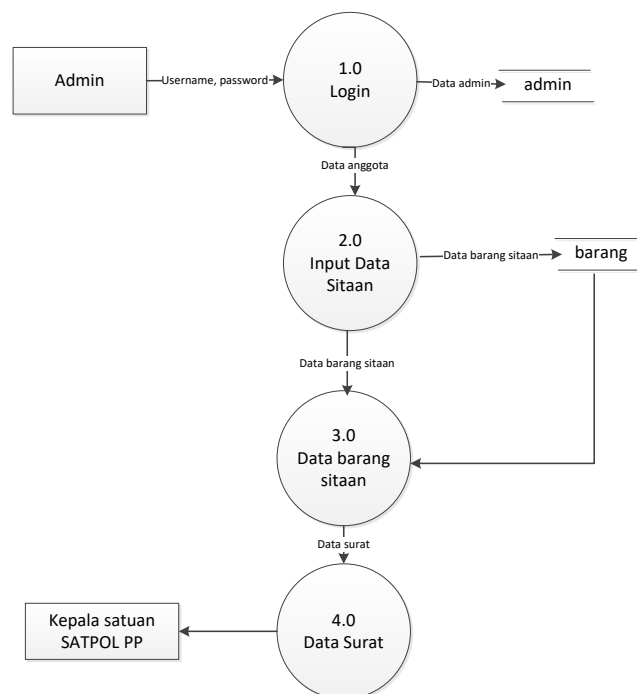 Admin
Username, password
1.0
Login
Data admin
admin
Data anggota
2.0
Input Data
Sitaan
Data barang sitaan
barang
Data barang sitaan
3.0
Data barang
sitaan
Data surat
4.0
Data Surat
Kepala satuan
SATPOL PP